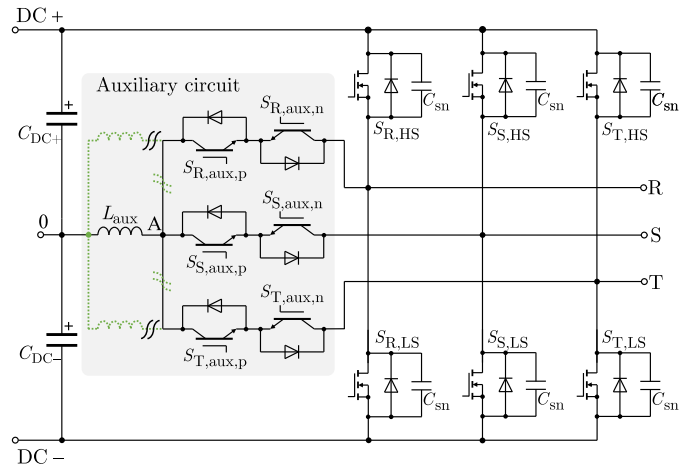 DC +
Auxiliary circuit
+
C_DC+
S_R,aux,n
S_R,aux,p
C_sn
C_sn
C_sn
S_R,HS
S_S,HS
S_T,HS
R
S_S,aux,n
0
L_aux
A
S
S_S,aux,p
T
S_T,aux,n
+
C_DC−
S_T,aux,p
S_R,LS
S_S,LS
S_T,LS
C_sn
C_sn
C_sn
DC −